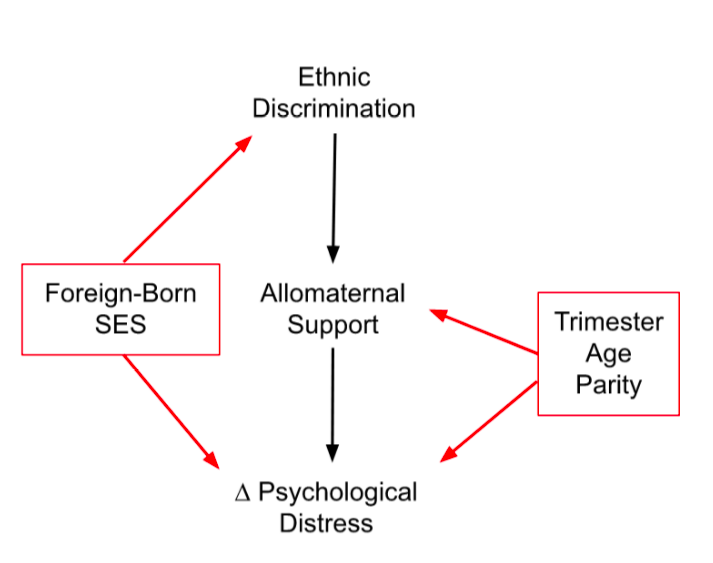 Ethnic
Discrimination
Foreign-Born
SES
Allomaternal
Support
Trimester
Age
Parity
Δ Psychological
Distress